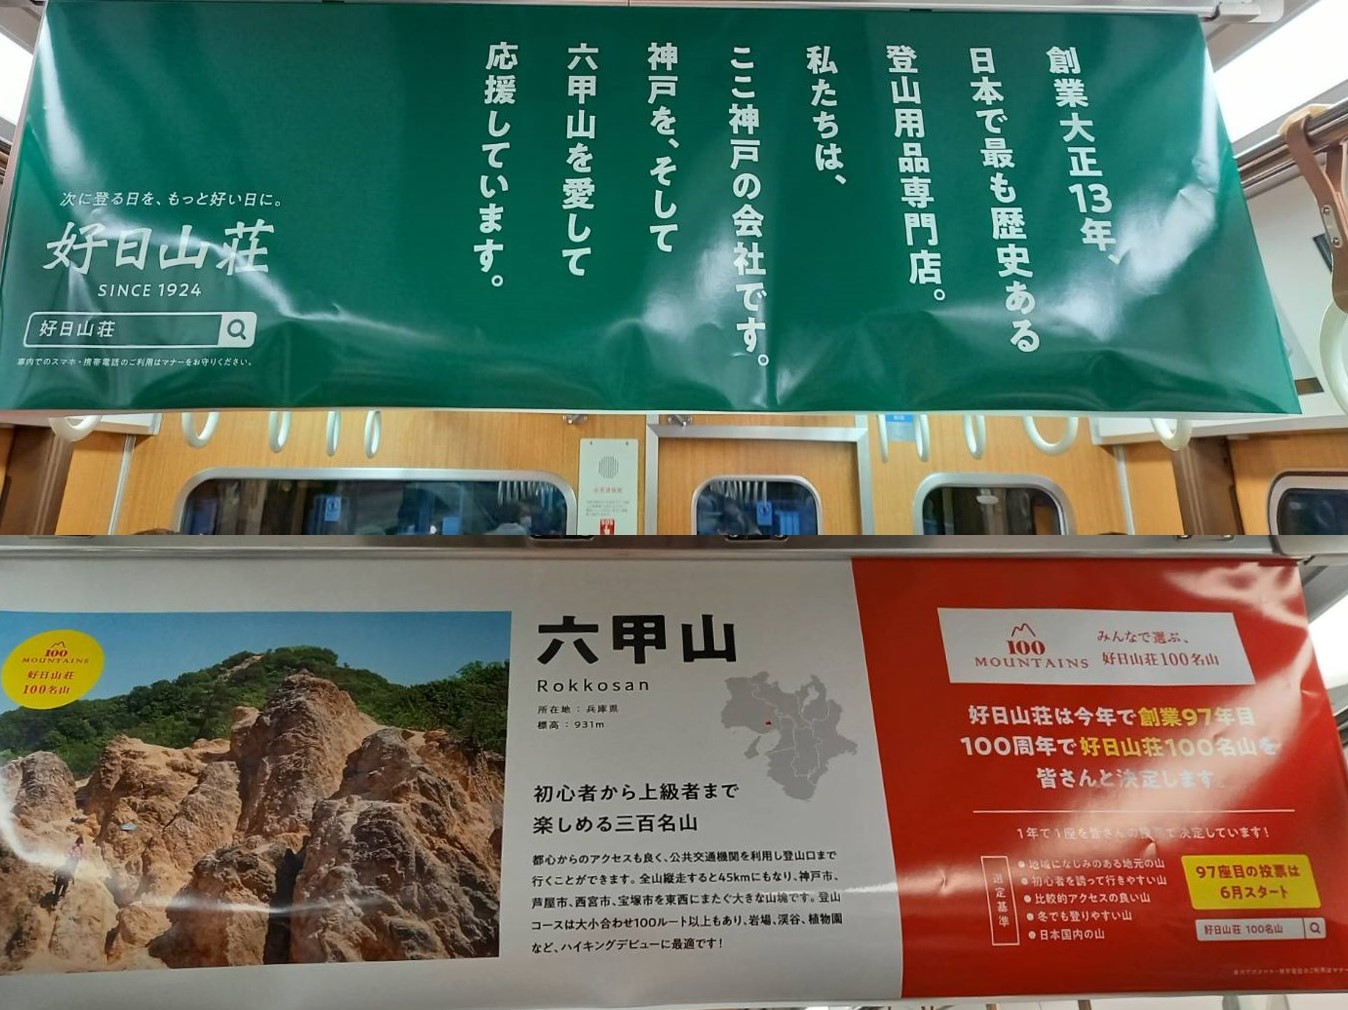 創業大正13年、
日本で最も歴史ある
登山用品専門店。
私たちは、
ここ神戸の会社です。
神戸を、そして
六甲山を愛して
応援しています。
次に登る日を、もっと好い日に。
好日山荘
SINCE 1924
好日山荘
車内でのスマホ・携帯電話のご利用はマナーをお守りください。
100
MOUNTAINS
好日山荘
100名山
六甲山
Rokkosan
所在地：兵庫県
標高：931m
初心者から上級者まで
楽しめる三百名山
都心からのアクセスも良く、公共交通機関を利用し登山口まで
行くことができます。全山縦走すると45kmにもなり、神戸市、
芦屋市、西宮市、宝塚市を東西にまたぐ大きな山塊です。登山
コースは大小合わせ100ルート以上もあり、岩場、渓谷、植物園
など、ハイキングデビューに最適です！
100
MOUNTAINS
みんなで選ぶ、
好日山荘100名山
好日山荘は今年で創業97年目
100周年で好日山荘100名山を
皆さんと決定します。
1年で1座を皆さんの投票で決定しています！
選定基準
●地域になじみのある地元の山
●初心者を誘って行きやすい山
●比較的アクセスの良い山
●冬でも登りやすい山
●日本国内の山
97座目の投票は
6月スタート
好日山荘 100名山